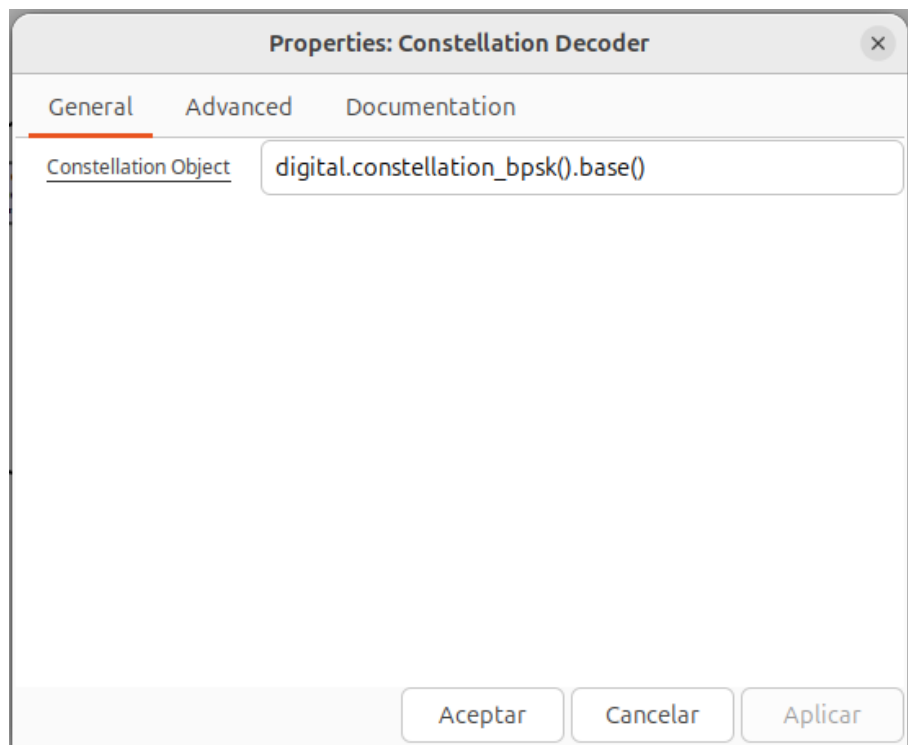 Properties: Constellation Decoder
General Advanced Documentation
Constellation Object digital.constellation_bpsk().base()
Aceptar Cancelar Aplicar